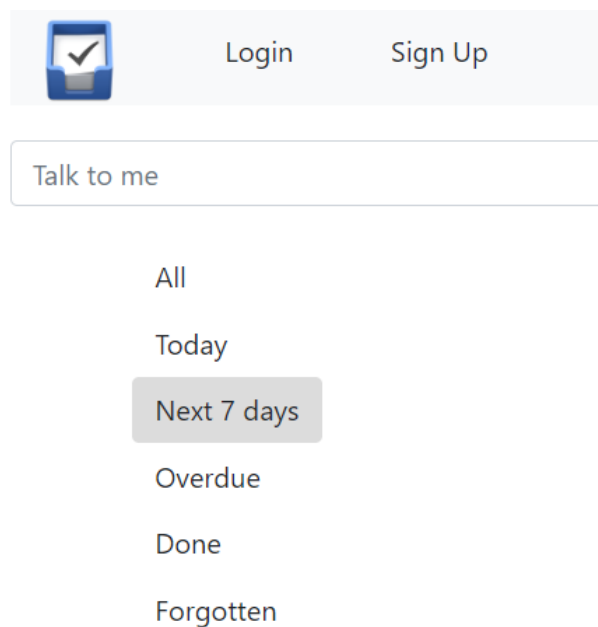 Login Sign Up
Talk to me
All
Today
Next 7 days
Overdue
Done
Forgotten